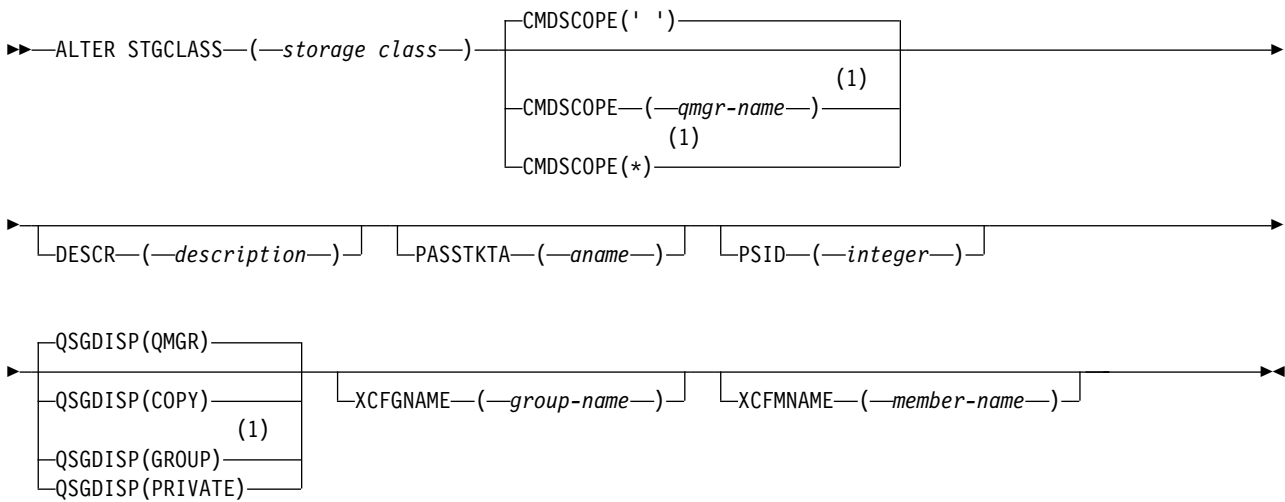 CMDSCOPE(' ')
ALTER STGCLASS ( storage class )
(1)
CMDSCOPE ( qmgr-name )
(1)
CMDSCOPE(*)
DESCR ( description ) PASSTKTA ( aname ) PSID ( integer )
QSGDISP(QMGR)
QSGDISP(COPY) XCFGNAME ( group-name ) XCFMNAME ( member-name )
(1)
QSGDISP(GROUP)
QSGDISP(PRIVATE)